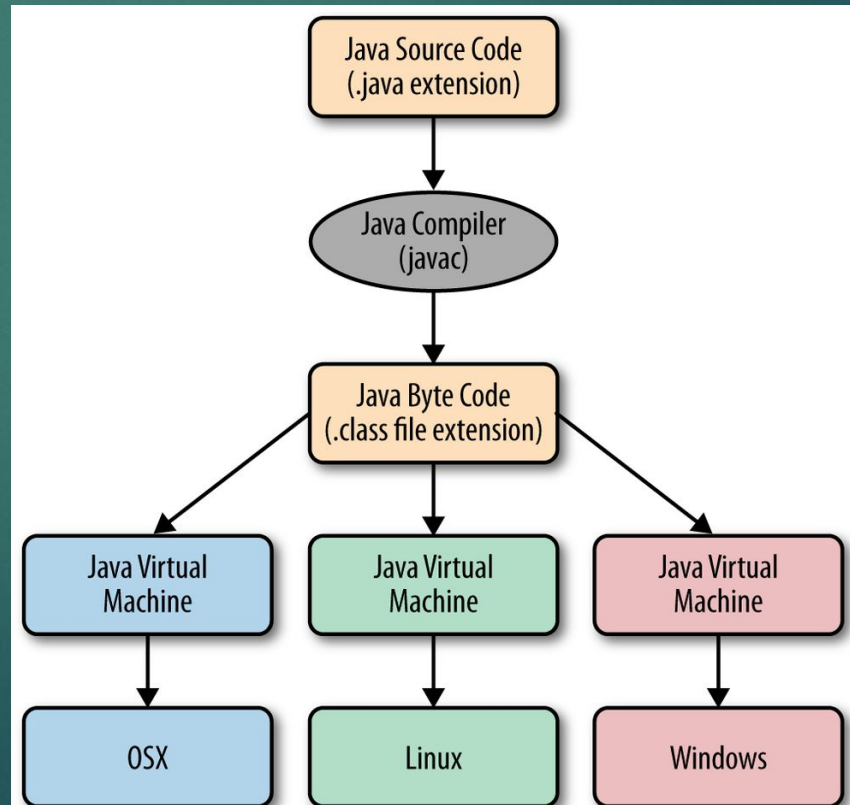 Java Source Code
(.java extension)
Java Compiler
(javac)
Java Byte Code
(.class file extension)
Java Virtual
Machine
Java Virtual
Machine
Java Virtual
Machine
OSX
Linux
Windows